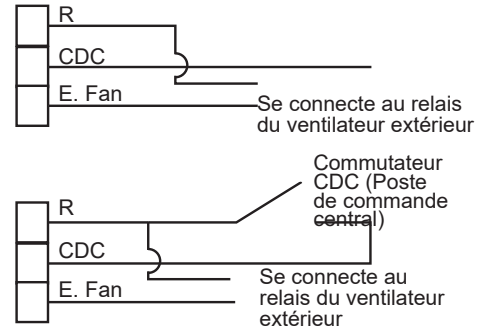 R
CDC
E. Fan
Se connecte au relais
du ventilateur extérieur
Commutateur
CDC (Poste
de commande
central)
R
CDC
E. Fan
Se connecte au
relais du ventilateur
extérieur